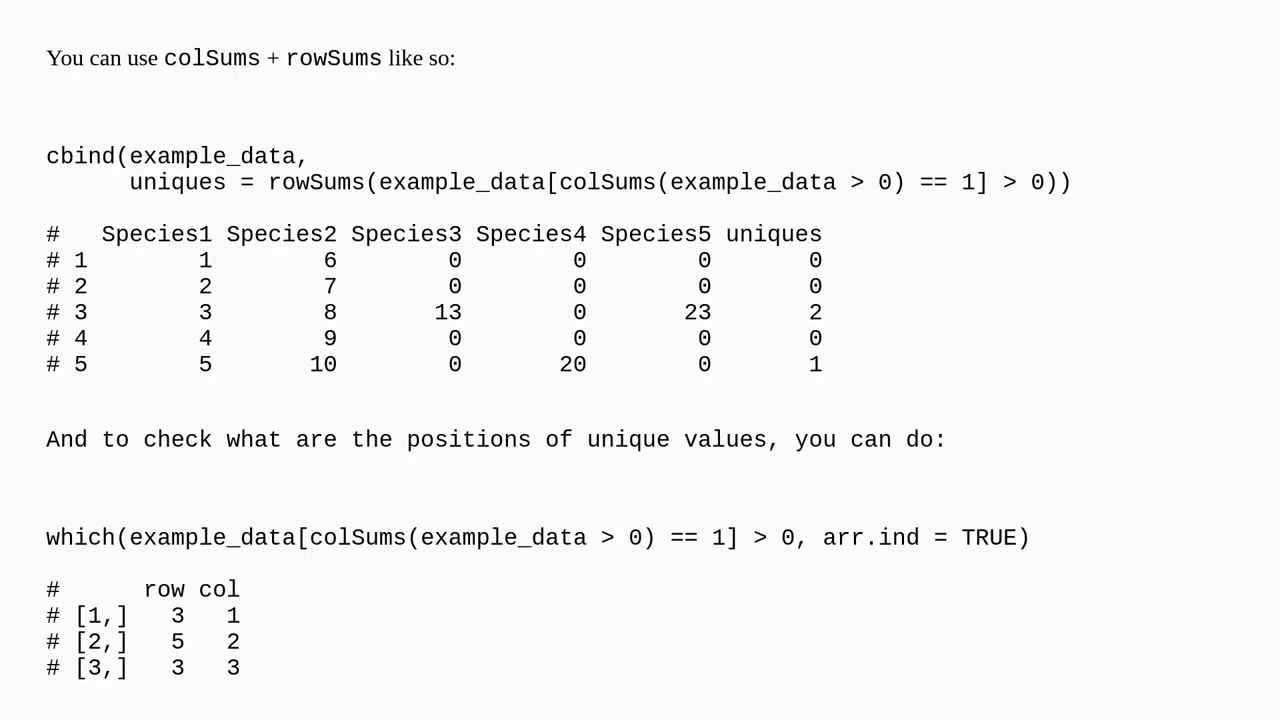 You can use colSums + rowSums like so:
cbind(example_data,
      uniques = rowSums(example_data[colSums(example_data > 0) == 1] > 0))
#   Species1 Species2 Species3 Species4 Species5 uniques
# 1        1        6        0        0        0       0
# 2        2        7        0        0        0       0
# 3        3        8       13        0       23       2
# 4        4        9        0        0        0       0
# 5        5       10        0       20        0       1
And to check what are the positions of unique values, you can do:
which(example_data[colSums(example_data > 0) == 1] > 0, arr.ind = TRUE)
#      row col
# [1,]   3   1
# [2,]   5   2
# [3,]   3   3